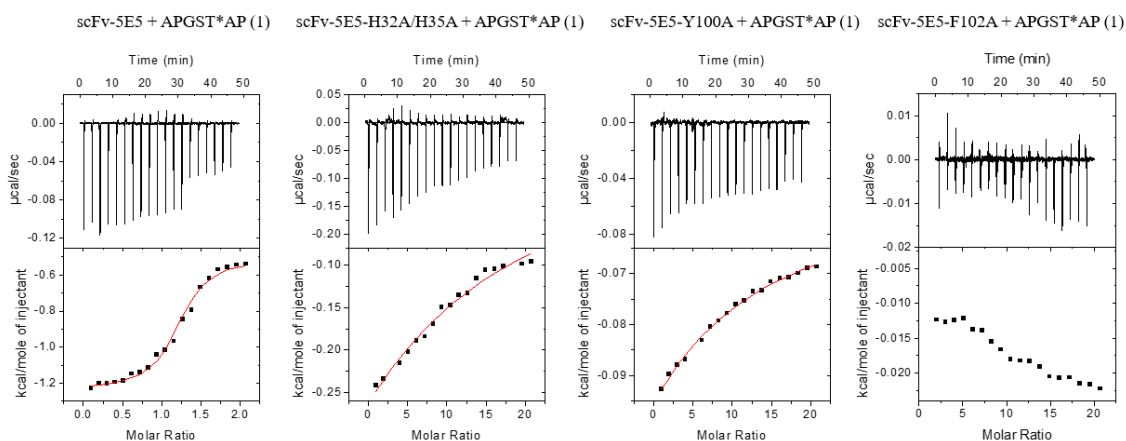 scFv-5E5 + APGST*AP (1)
scFv-5E5-H32A/H35A + APGST*AP (1)
scFv-5E5-Y100A + APGST*AP (1)
scFv-5E5-F102A + APGST*AP (1)
Time (min)
0 10 20 30 40 50
0.00
-0.04
-0.08
-0.12
µcal/sec
-0.6
-0.8
-1.0
-1.2
kcal/mole of injectant
0.0 0.5 1.0 1.5 2.0
Molar Ratio
Time (min)
0 10 20 30 40 50
0.05
0.00
-0.05
-0.10
-0.15
-0.20
µcal/sec
-0.10
-0.15
-0.20
-0.25
kcal/mole of injectant
0 5 10 15 20
Molar Ratio
Time (min)
0 10 20 30 40 50
0.00
-0.04
-0.08
µcal/sec
-0.07
-0.08
-0.09
kcal/mole of injectant
0 5 10 15 20
Molar Ratio
Time (min)
0 10 20 30 40 50
0.01
0.00
-0.01
-0.02
µcal/sec
-0.005
-0.010
-0.015
-0.020
kcal/mole of injectant
0 5 10 15 20
Molar Ratio